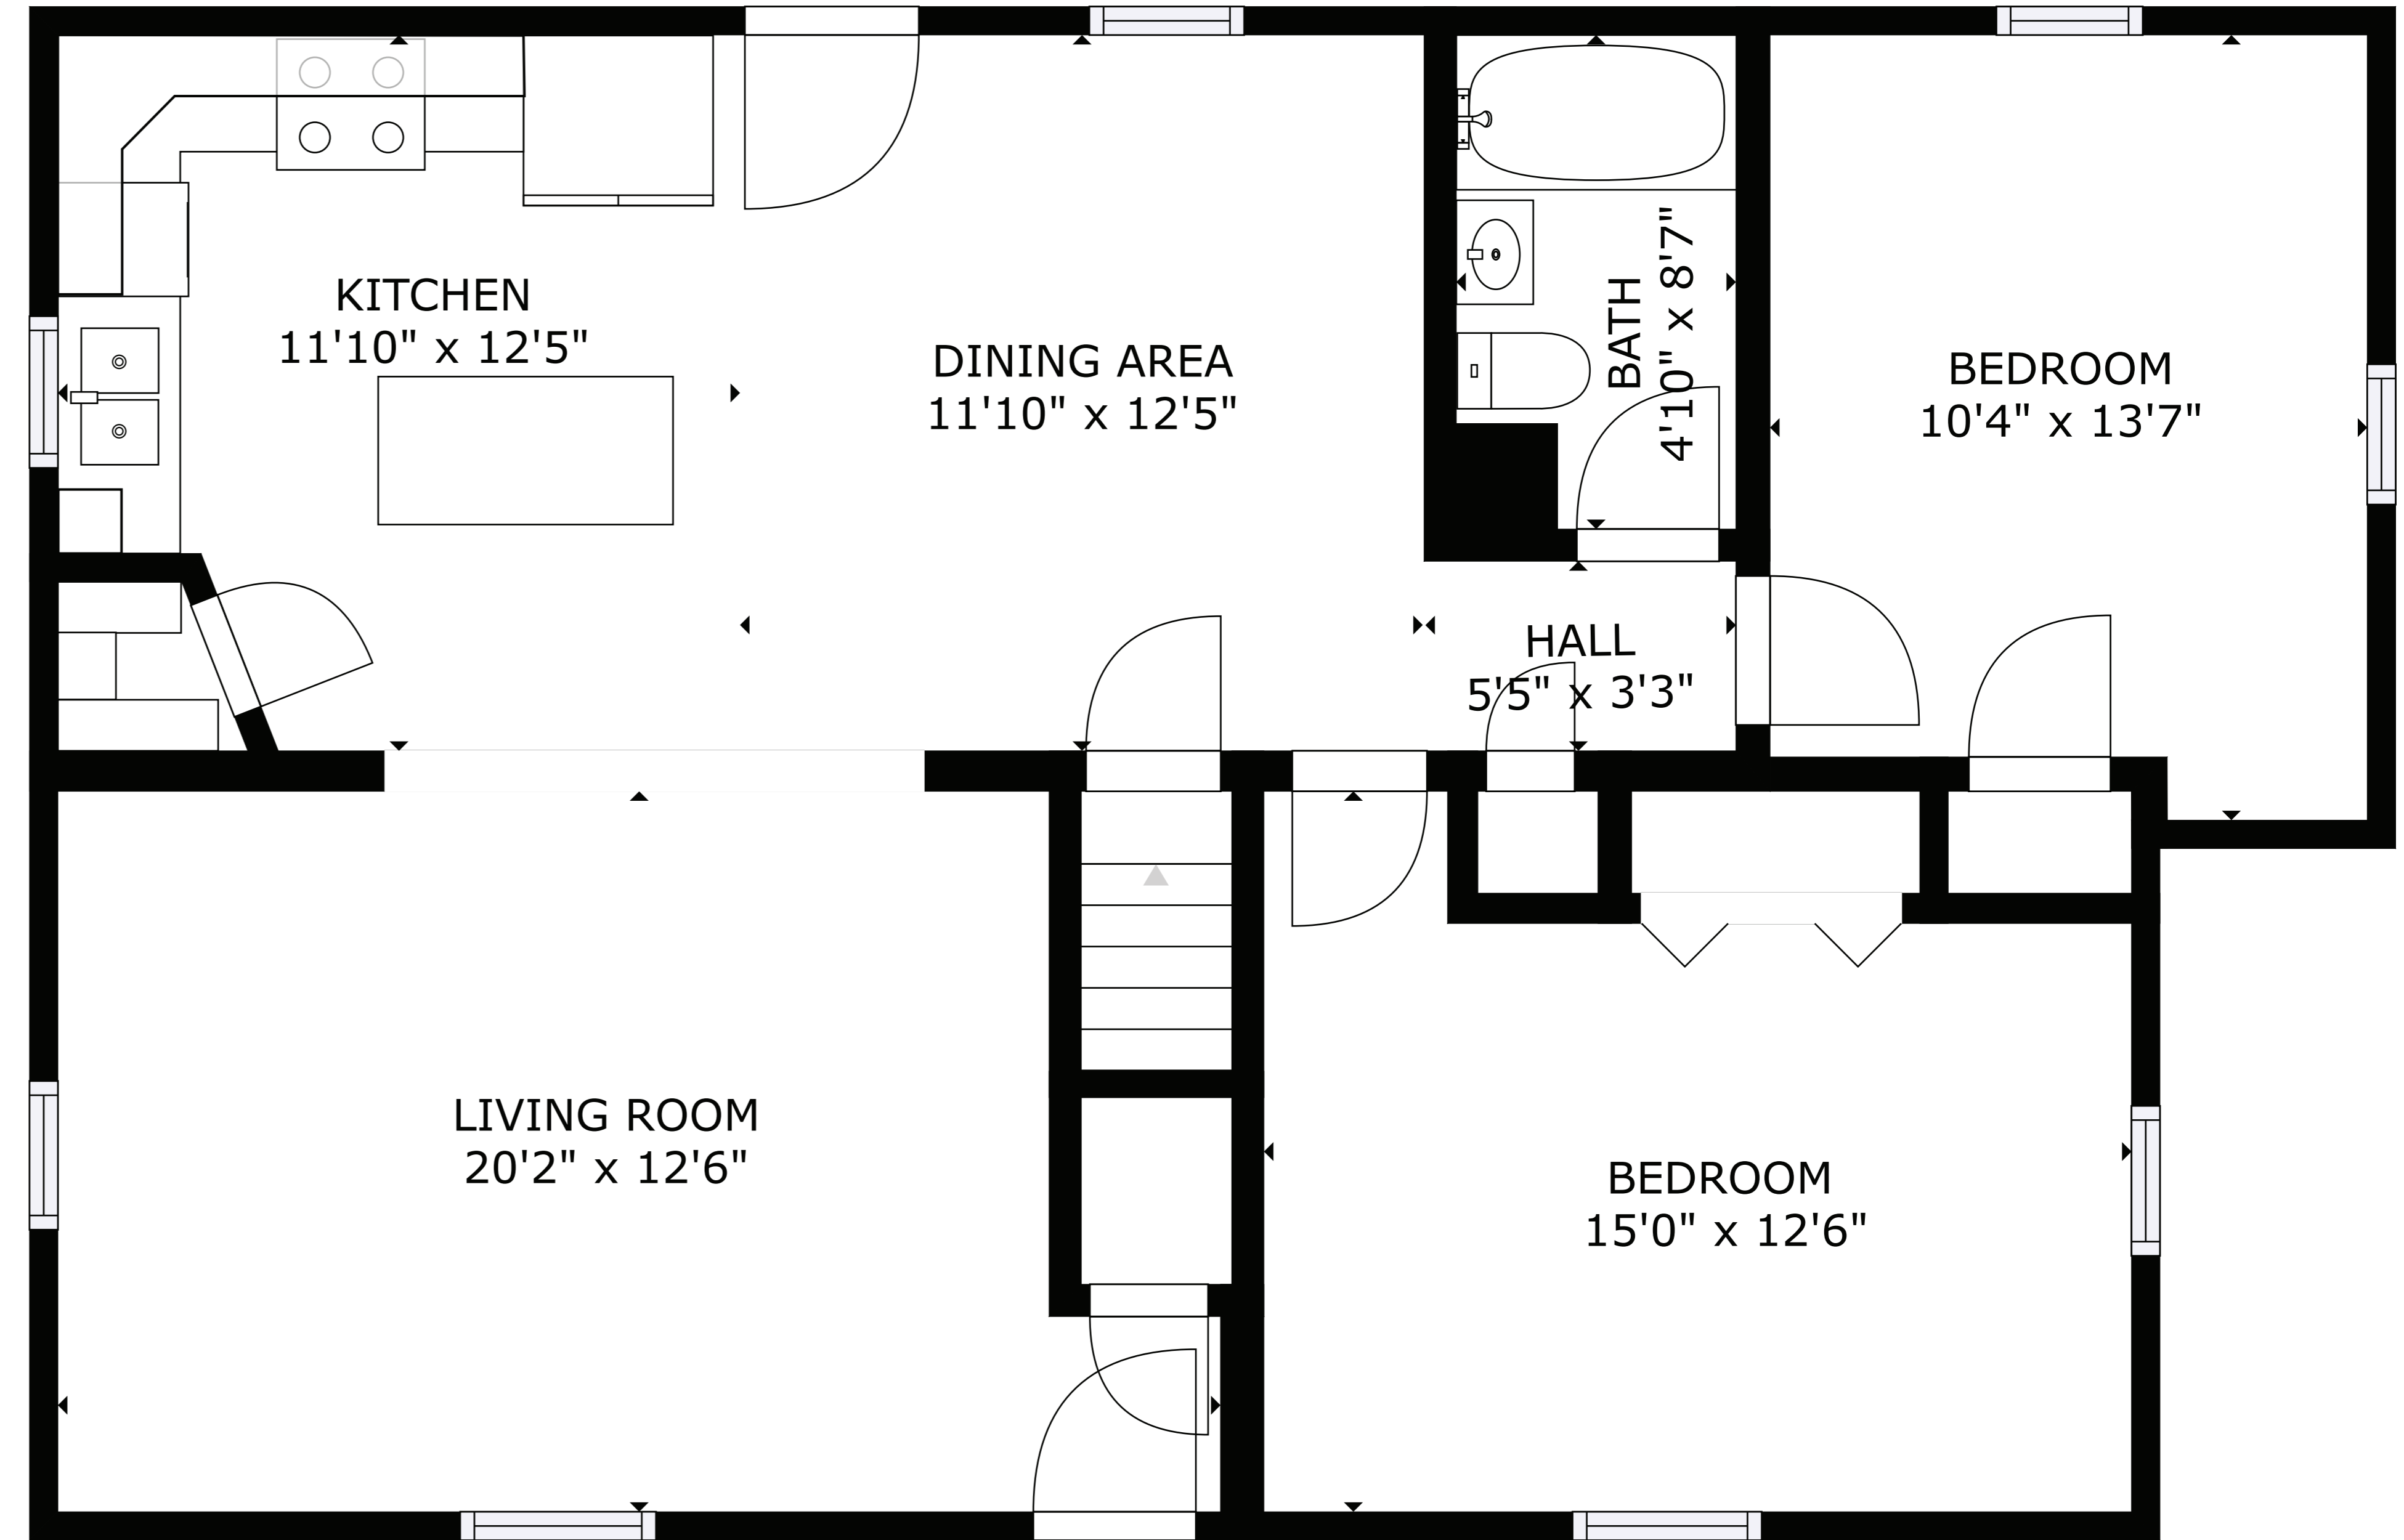 KITCHEN
11'10" x 12'5"
DINING AREA
11'10" x 12'5"
BATH
4'10" x 8'7"
BEDROOM
10'4" x 13'7"
HALL
5'5" x 3'3"
LIVING ROOM
20'2" x 12'6"
BEDROOM
15'0" x 12'6"